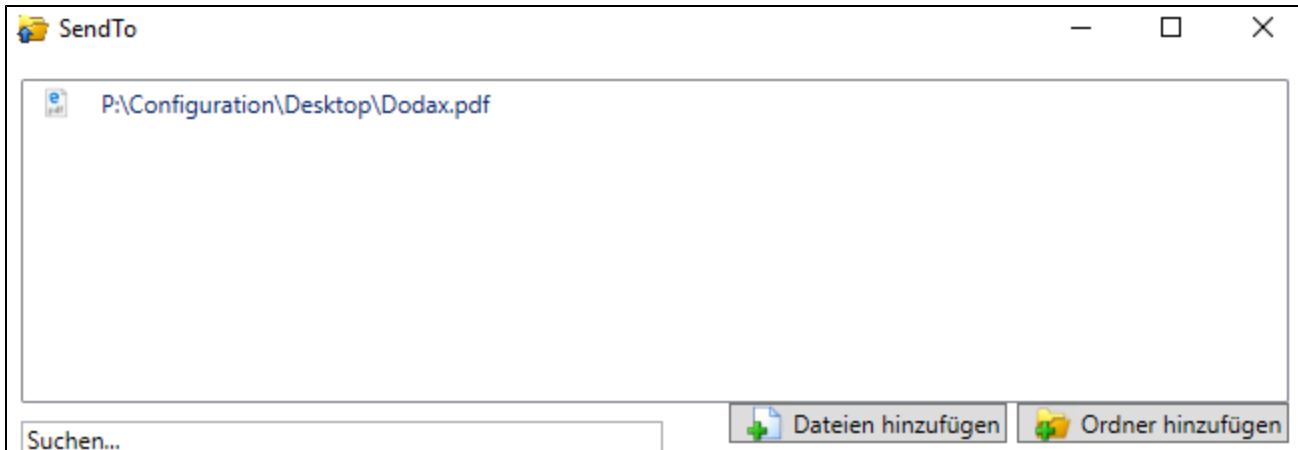 SendTo
P:\Configuration\Desktop\Dodax.pdf
Dateien hinzufügen
Ordner hinzufügen
Suchen...